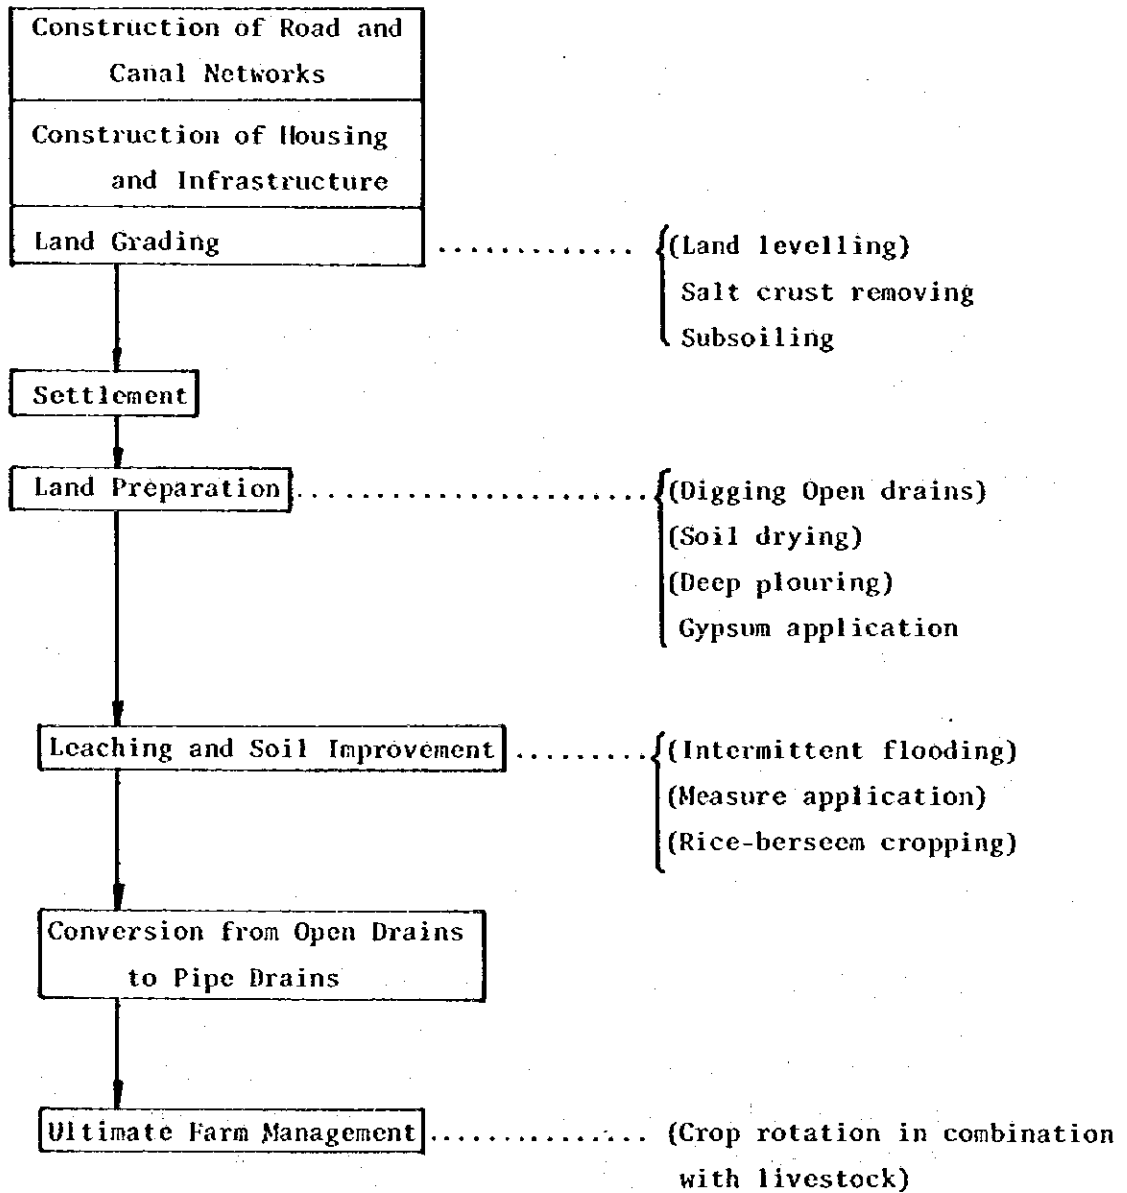 Construction of Road and
Canal Networks
Construction of Housing
and Infrastructure
Land Grading ............. {(Land levelling)
Salt crust removing
Subsoiling
Settlement
Land Preparation ....................... {(Digging Open drains)
(Soil drying)
(Deep plouring)
Gypsum application
Leaching and Soil Improvement ......... {(Intermittent flooding)
(Measure application)
(Rice-berseem cropping)
Conversion from Open Drains
to Pipe Drains
Ultimate Farm Management .............. (Crop rotation in combination
with livestock)